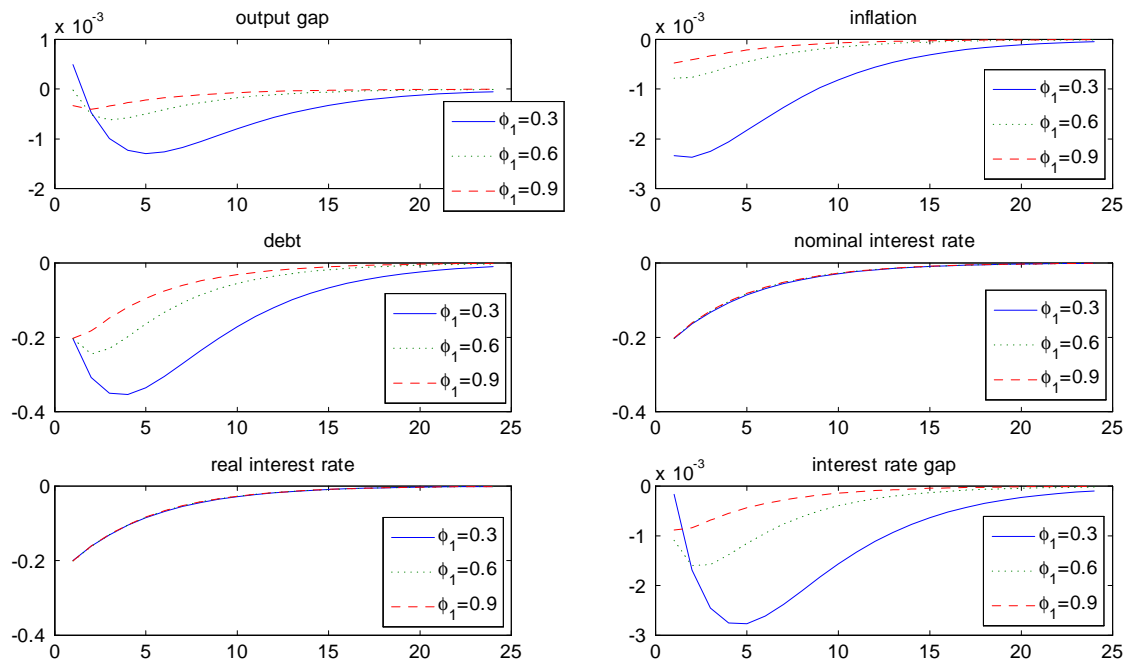 output gap
x 10⁻³
1
0
-1
-2
0 5 10 15 20 25
ϕ₁=0.3
ϕ₁=0.6
ϕ₁=0.9
inflation
x 10⁻³
0
-1
-2
-3
0 5 10 15 20 25
ϕ₁=0.3
ϕ₁=0.6
ϕ₁=0.9
debt
0
-0.2
-0.4
0 5 10 15 20 25
ϕ₁=0.3
ϕ₁=0.6
ϕ₁=0.9
nominal interest rate
0
-0.2
-0.4
0 5 10 15 20 25
ϕ₁=0.3
ϕ₁=0.6
ϕ₁=0.9
real interest rate
0
-0.2
-0.4
0 5 10 15 20 25
ϕ₁=0.3
ϕ₁=0.6
ϕ₁=0.9
interest rate gap
x 10⁻³
0
-1
-2
-3
0 5 10 15 20 25
ϕ₁=0.3
ϕ₁=0.6
ϕ₁=0.9